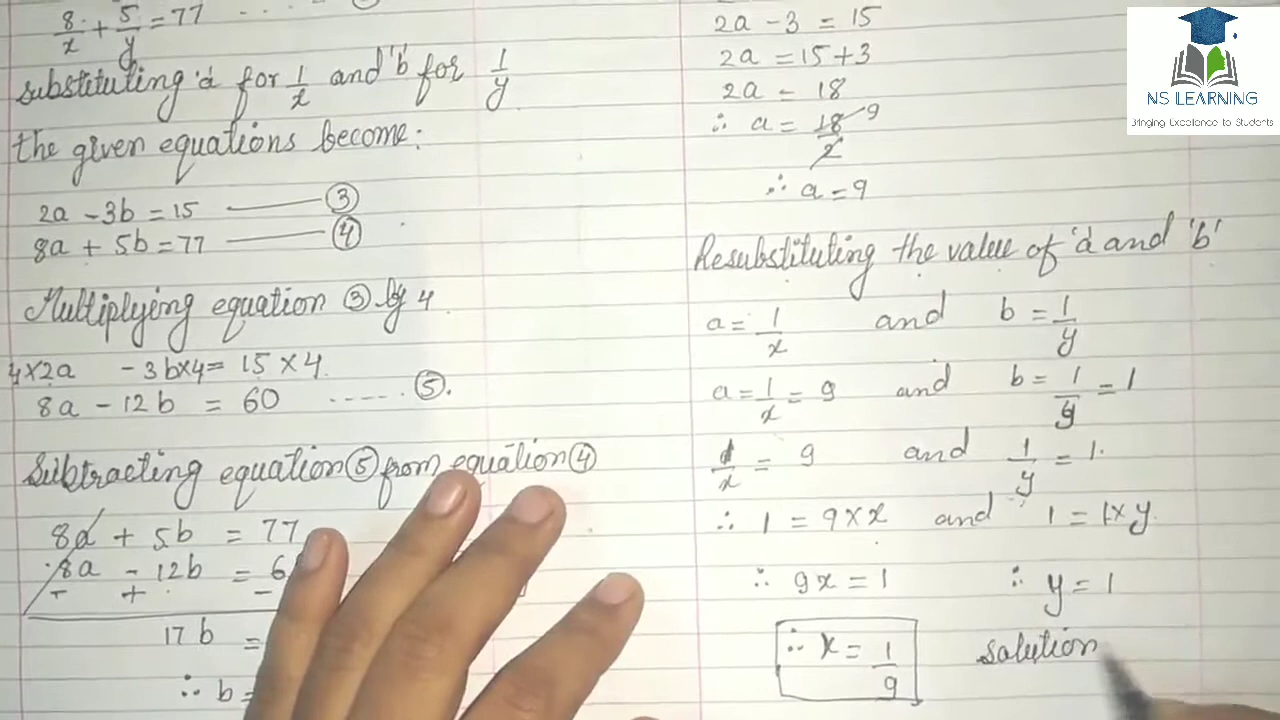 8/x + 5/y = 77 - - - -
substituting 'a' for 1/x and 'b' for 1/y
the given equations become:
2a - 3b = 15 —— ③
8a + 5b = 77 —— ④
Multiplying equation ③ by 4
4×2a - 3b×4 = 15 × 4
8a - 12b = 60 ----- ⑤.
Subtracting equation ⑤ from equation ④
8a + 5b = 77
8a - 12b = 6
- + -
17b =
∴ b =
2a - 3 = 15
2a = 15+3
2a = 18
∴ a = 18/2 9
∴ a = 9
Resubstituting the value of 'a' and 'b'
a = 1/x and b = 1/y
a = 1/x = 9 and b = 1/y = 1
1/x = 9 and 1/y = 1.
∴ 1 = 9×x and 1 = 1×y.
∴ 9x = 1 ∴ y = 1
∴ x = 1/9 solution
NS LEARNING
Bringing Excellence to Students